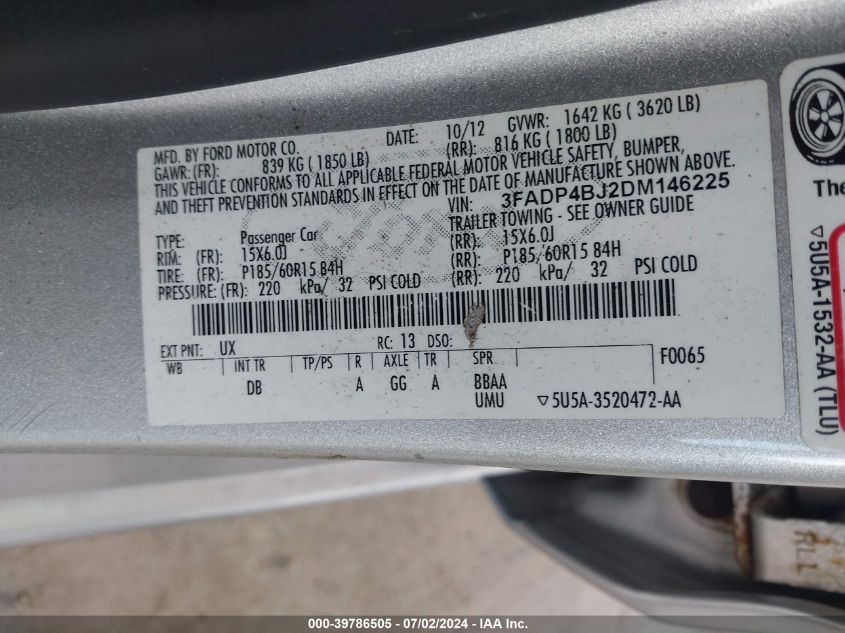 MFD. BY FORD MOTOR CO. DATE: 10/12 GVWR: 1642 KG ( 3620 LB)
GAWR: (FR): 839 KG ( 1850 LB) (RR): 816 KG ( 1800 LB)
THIS VEHICLE CONFORMS TO ALL APPLICABLE FEDERAL MOTOR VEHICLE SAFETY, BUMPER,
AND THEFT PREVENTION STANDARDS IN EFFECT ON THE DATE OF MANUFACTURE SHOWN ABOVE.
VIN: 3FADP4BJ2DM146225
TYPE: Passenger Car TRAILER TOWING - SEE OWNER GUIDE
RIM: (FR): 15X6.0J (RR): 15X6.0J
TIRE: (FR): P185/60R15 84H (RR): P185/60R15 84H
PRESSURE: (FR): 220 kPa/ 32 PSI COLD (RR): 220 kPa/ 32 PSI COLD
EXT PNT: UX RC: 13 DSO: F0065
WB INT TR TP/PS R AXLE TR SPR
DB A GG A BBAA
UMU ▽5U5A-3520472-AA
The
▽5U5A-1532-AA (TLU)
RLL
000-39786505 - 07/02/2024 - IAAI Inc.